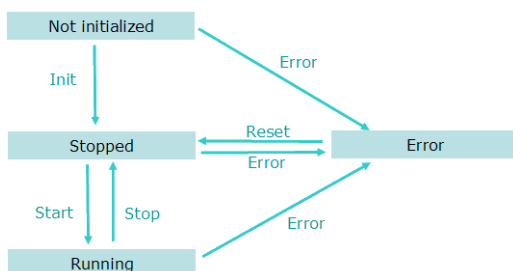 Not initialized
Error
Init
Stopped
Reset
Error
Error
Start
Stop
Error
Running